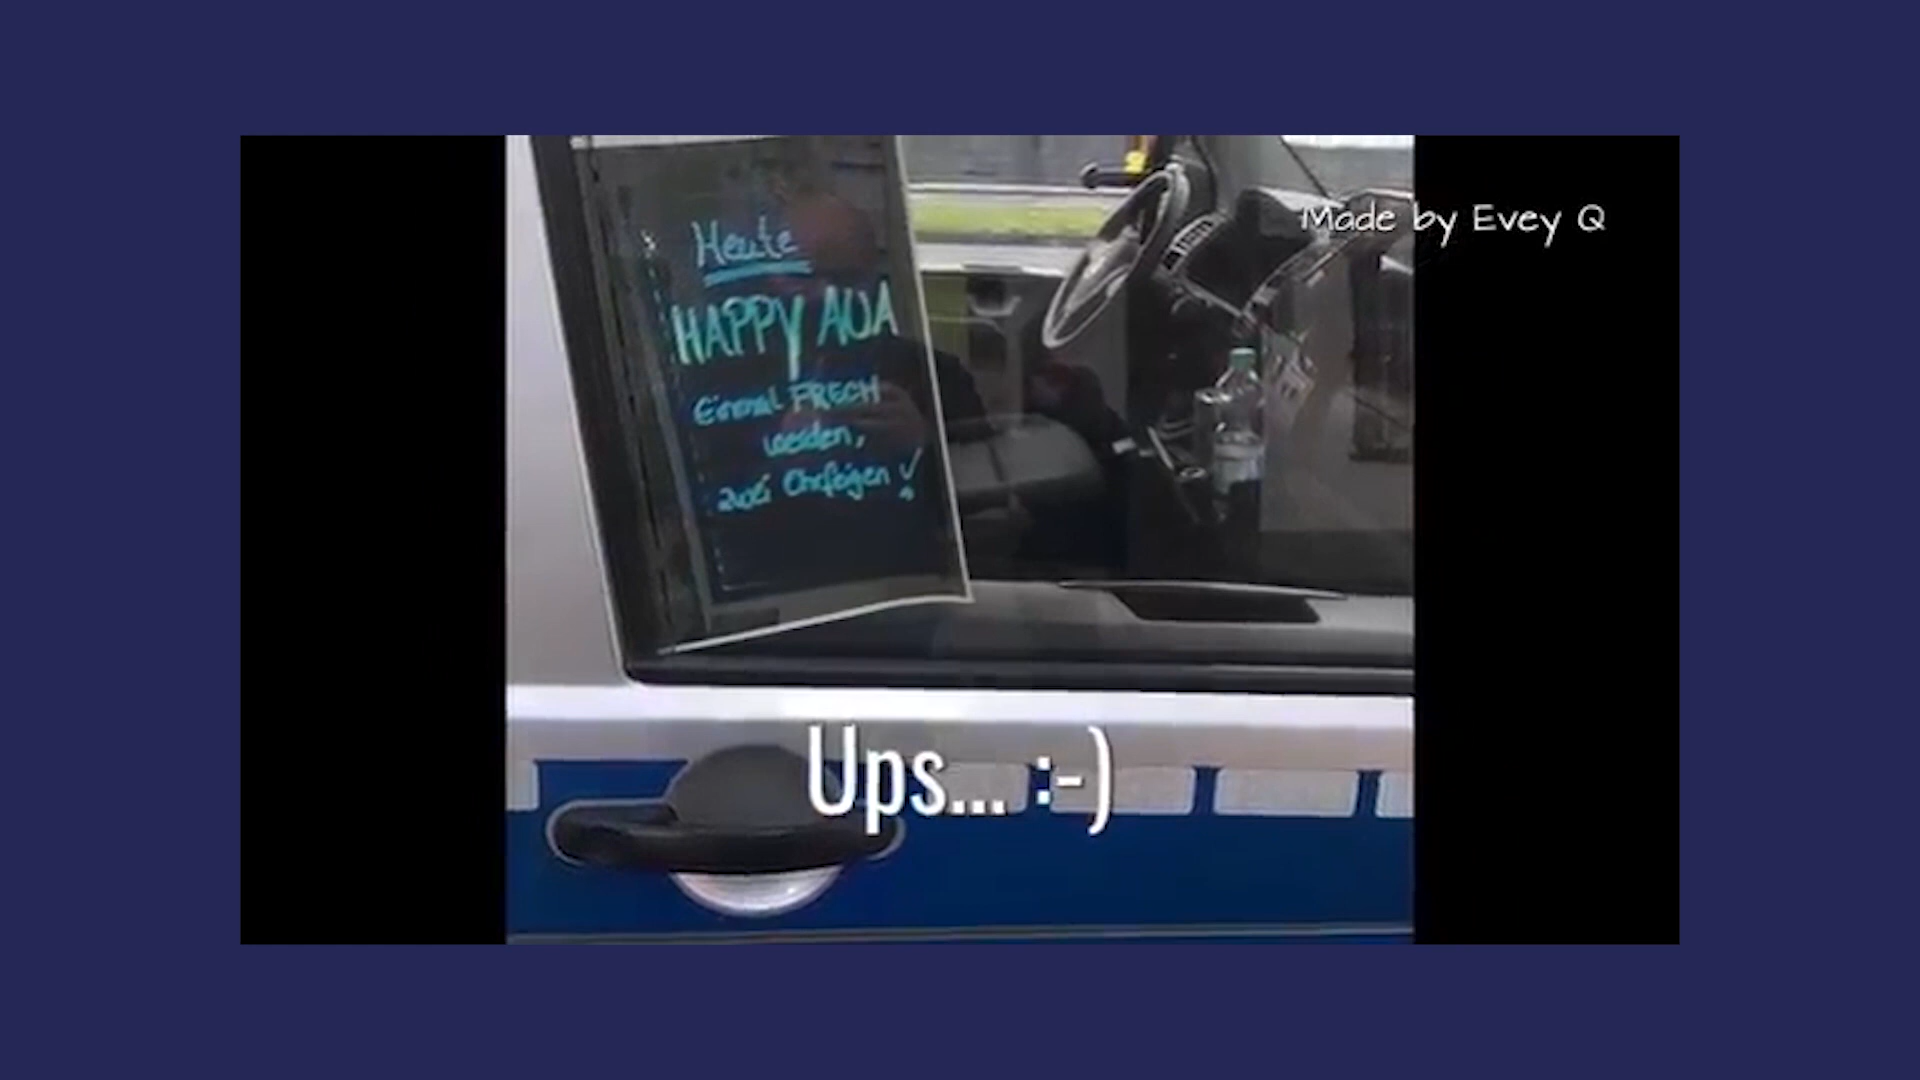 Made by Evey Q
Heute
HAPPY AUA
Einmal FRECH
werden,
zwei Ohrfeigen!
Ups... :-)